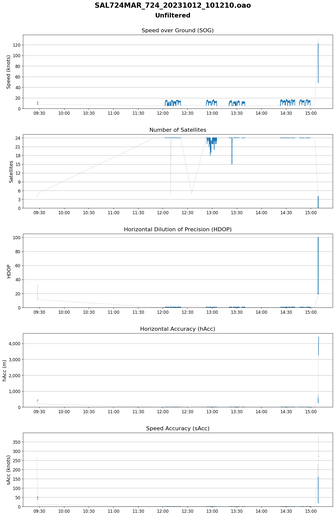 SAL724MAR_724_20231012_101210.oao
Unfiltered
Speed over Ground (SOG)
Speed (knots)
120
100
80
60
40
20
0
09:30 10:00 10:30 11:00 11:30 12:00 12:30 13:00 13:30 14:00 14:30 15:00
Number of Satellites
Satellites
24
21
18
15
12
9
6
3
0
09:30 10:00 10:30 11:00 11:30 12:00 12:30 13:00 13:30 14:00 14:30 15:00
Horizontal Dilution of Precision (HDOP)
HDOP
100
80
60
40
20
0
09:30 10:00 10:30 11:00 11:30 12:00 12:30 13:00 13:30 14:00 14:30 15:00
Horizontal Accuracy (hAcc)
hAcc (m)
4,000
3,000
2,000
1,000
0
09:30 10:00 10:30 11:00 11:30 12:00 12:30 13:00 13:30 14:00 14:30 15:00
Speed Accuracy (sAcc)
sAcc (knots)
350
300
250
200
150
100
50
0
09:30 10:00 10:30 11:00 11:30 12:00 12:30 13:00 13:30 14:00 14:30 15:00